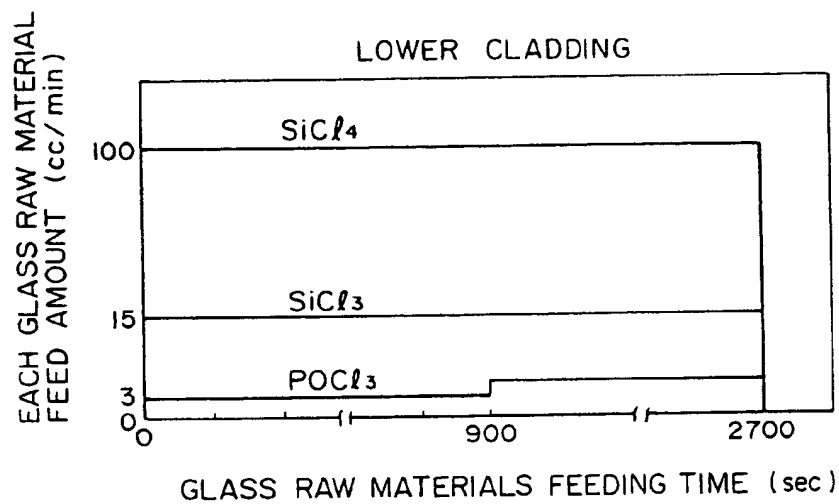 LOWER CLADDING
EACH GLASS RAW MATERIAL
FEED AMOUNT (cc/min)
100
SiCl4
15
SiCl3
3
POCl3
0
0
900
2700
GLASS RAW MATERIALS FEEDING TIME (sec)